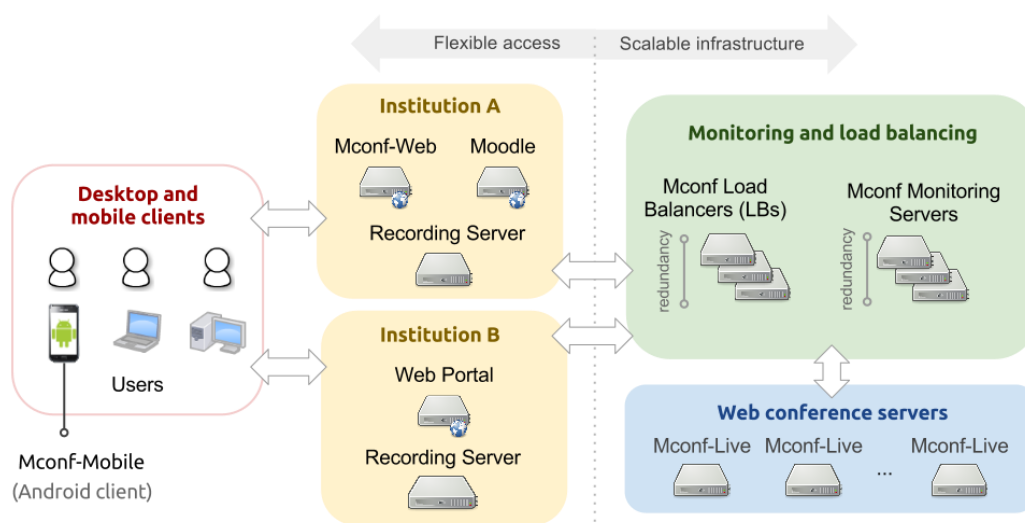 Flexible access
Scalable infrastructure
Desktop and
mobile clients
Users
Mconf-Mobile
(Android client)
Institution A
Mconf-Web
Moodle
Recording Server
Institution B
Web Portal
Recording Server
Monitoring and load balancing
Mconf Load
Balancers (LBs)
redundancy
Mconf Monitoring
Servers
redundancy
Web conference servers
Mconf-Live
Mconf-Live
...
Mconf-Live